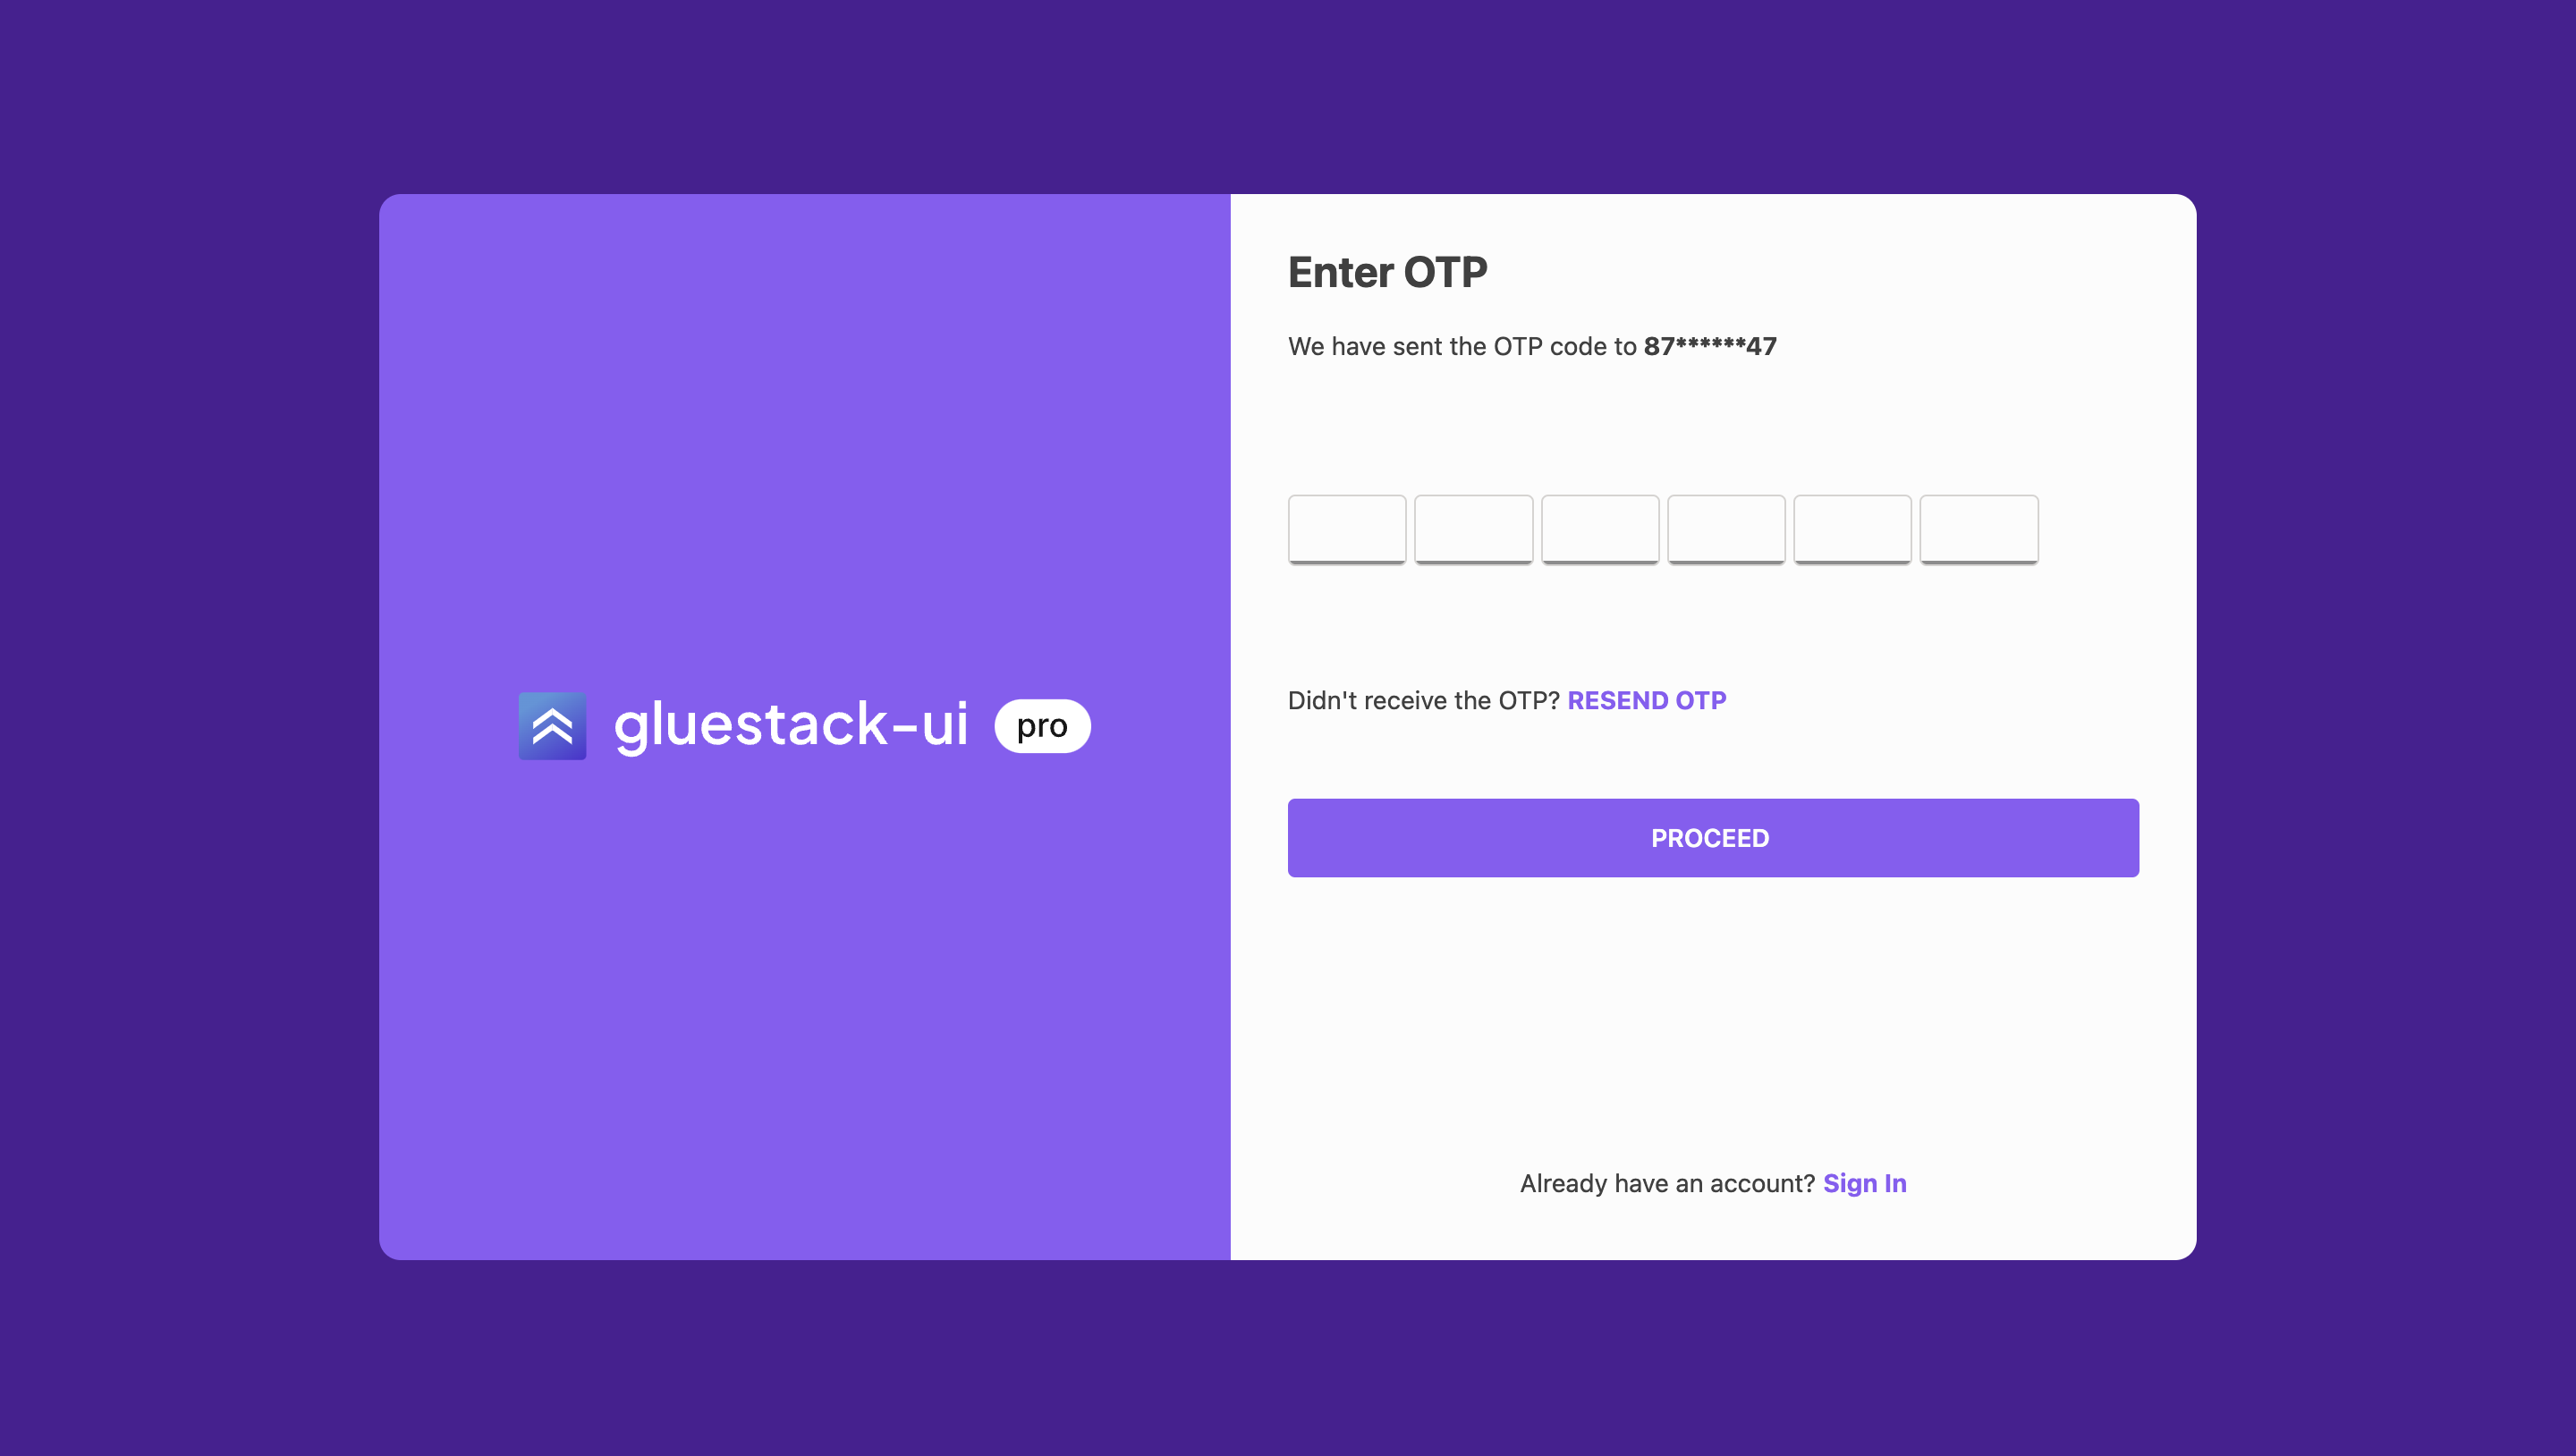 gluestack-ui pro
Enter OTP
We have sent the OTP code to 87******47
Didn't receive the OTP? RESEND OTP
PROCEED
Already have an account? Sign In